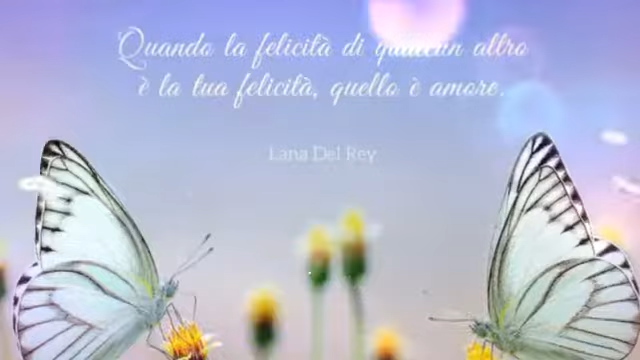 Quando la felicità di qualcun altro
è la tua felicità, quello è amore.
Lana Del Rey